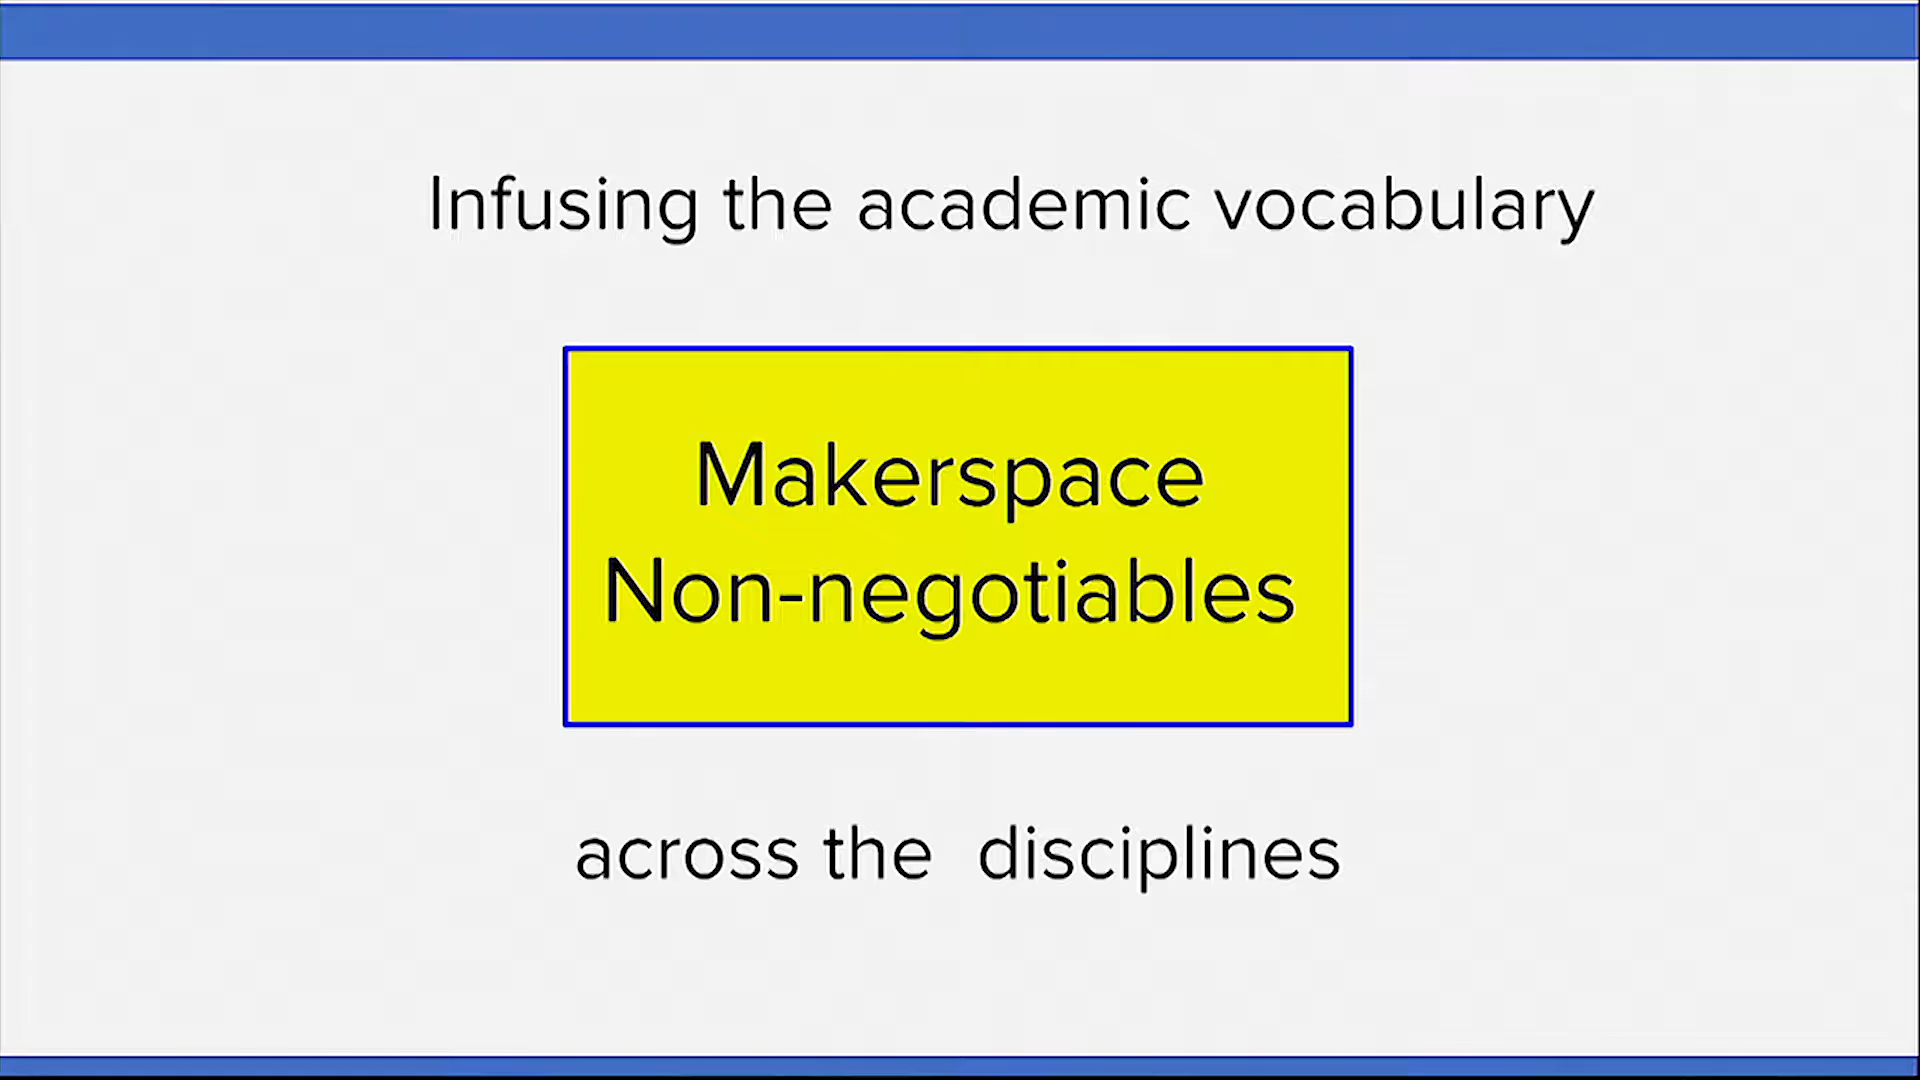 Infusing the academic vocabulary
Makerspace
Non-negotiables
across the  disciplines